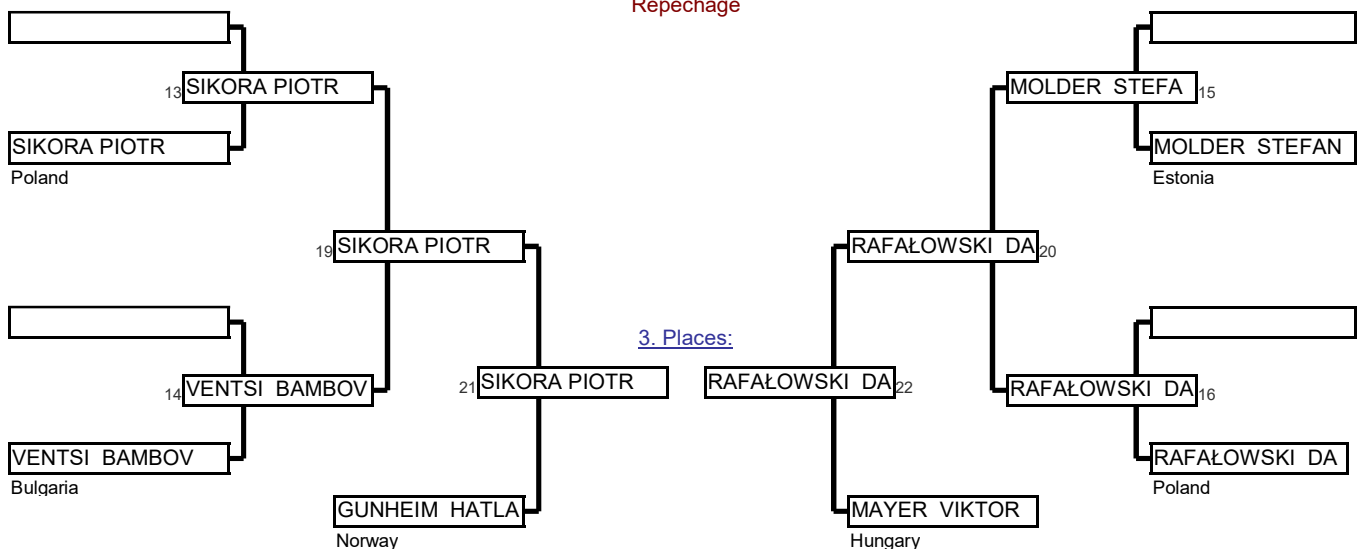 Repechage
13 SIKORA PIOTR
MOLDER STEFA 15
SIKORA PIOTR
MOLDER STEFAN
Poland
Estonia
19 SIKORA PIOTR
RAFAŁOWSKI DA 20
3. Places:
14 VENTSI BAMBOV
21 SIKORA PIOTR
RAFAŁOWSKI DA 22
RAFAŁOWSKI DA 16
VENTSI BAMBOV
RAFAŁOWSKI DA
Bulgaria
Poland
GUNHEIM HATLA
MAYER VIKTOR
Norway
Hungary